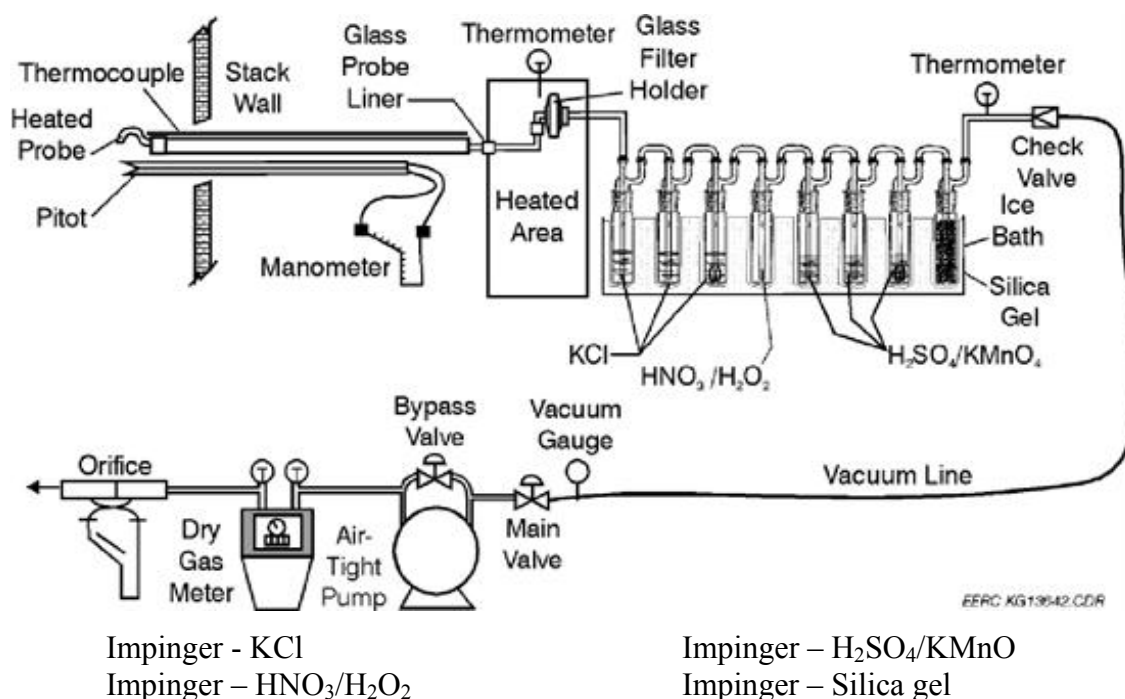 Thermocouple
Stack
Wall
Glass
Probe
Liner
Thermometer
T
Glass
Filter
Holder
Thermometer
T
Heated
Probe
Check
Valve
Pitot
Heated
Area
Ice
Bath
Manometer
Silica
Gel
KCl
HNO₃/H₂O₂
H₂SO₄/KMnO₄
Bypass
Valve
Vacuum
Gauge
Orifice
T
T
Vacuum Line
Main
Valve
Dry
Gas
Meter
Air-
Tight
Pump
EERC KG13642.CDR
Impinger - KCl
Impinger – HNO₃/H₂O₂
Impinger – H₂SO₄/KMnO
Impinger – Silica gel